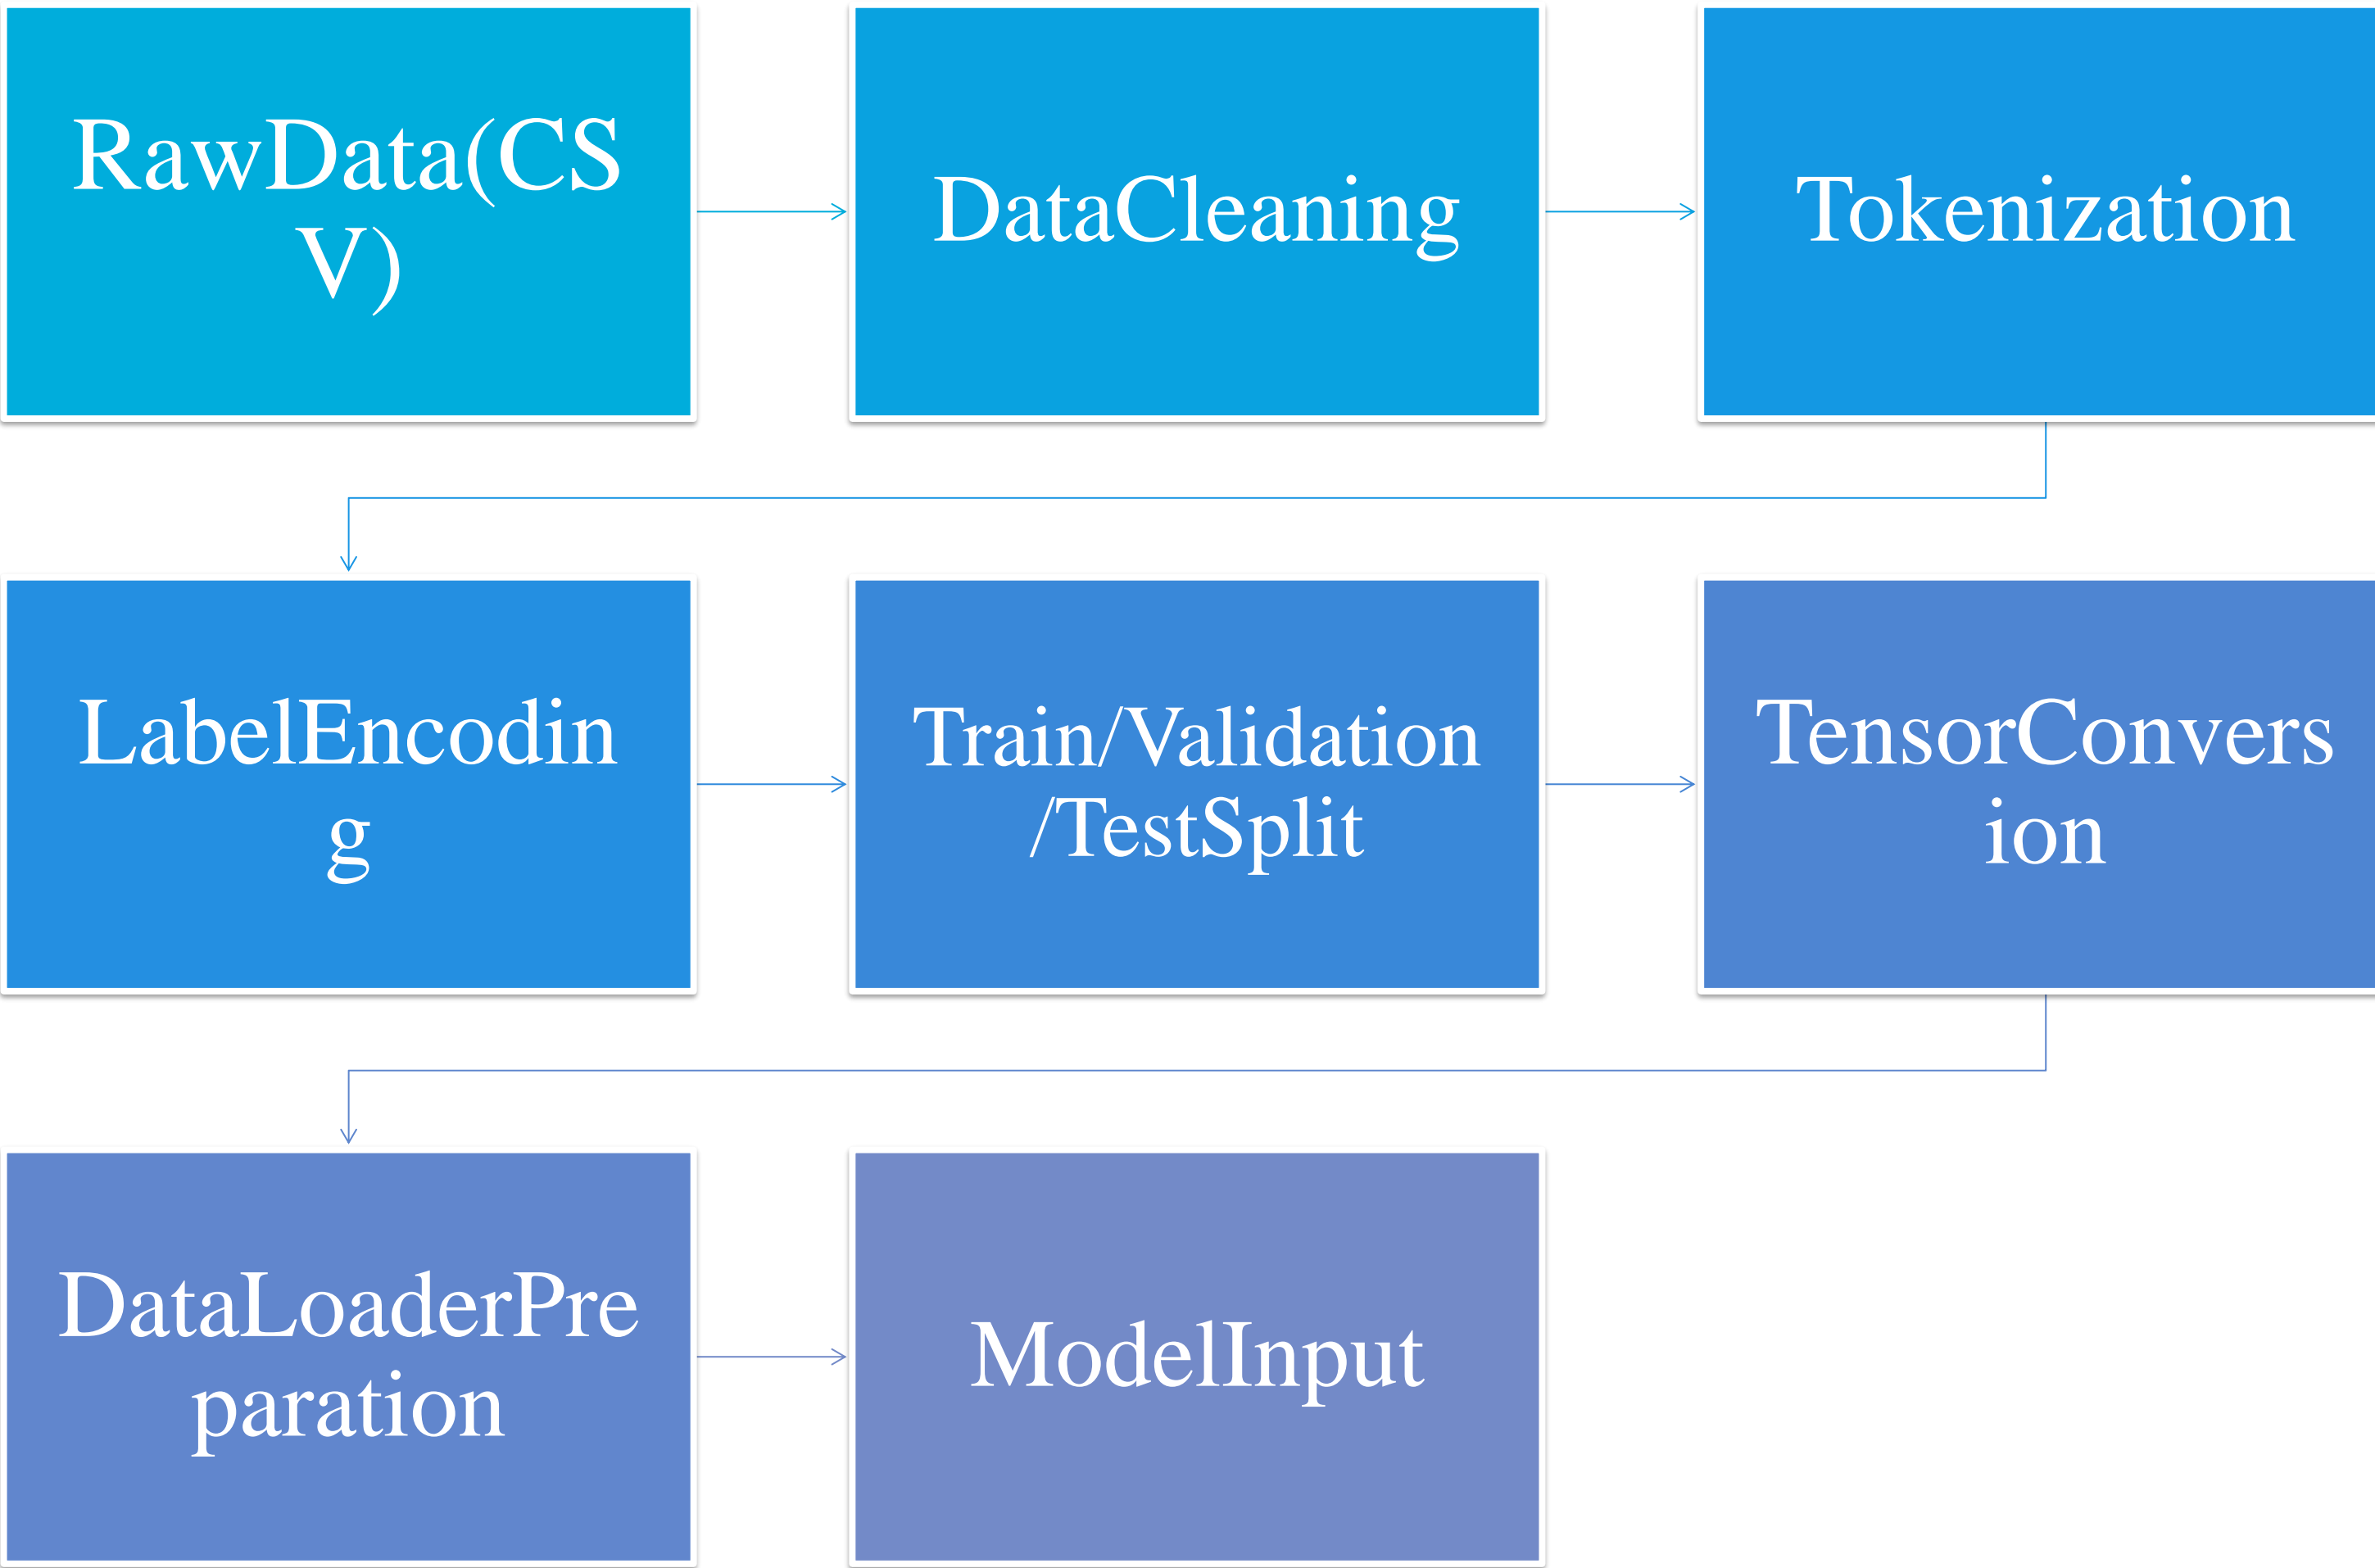 RawData(CS
V)
DataCleaning
Tokenization
LabelEncodin
g
Train/Validation
/TestSplit
TensorConvers
ion
DataLoaderPre
paration
ModelInput